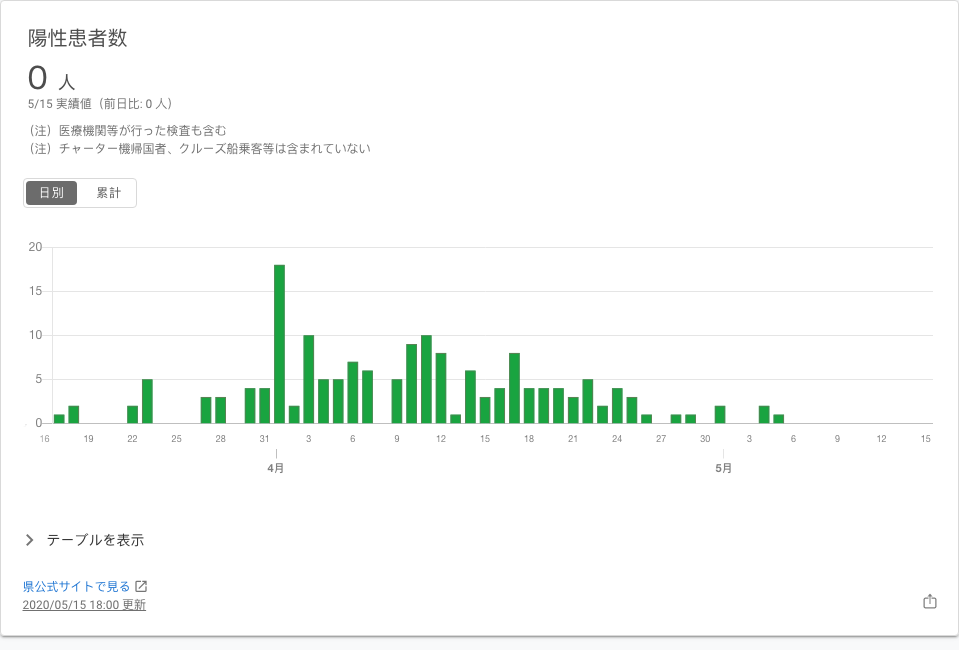 陽性患者数
0 人
5/15 実績値（前日比: 0 人）
（注）医療機関等が行った検査も含む
（注）チャーター機帰国者、クルーズ船乗客等は含まれていない
日別 累計
20
15
10
5
0
16 19 22 25 28 31 3 6 9 12 15 18 21 24 27 30 3 6 9 12 15
4月 5月
テーブルを表示
県公式サイトで見る
2020/05/15 18:00 更新